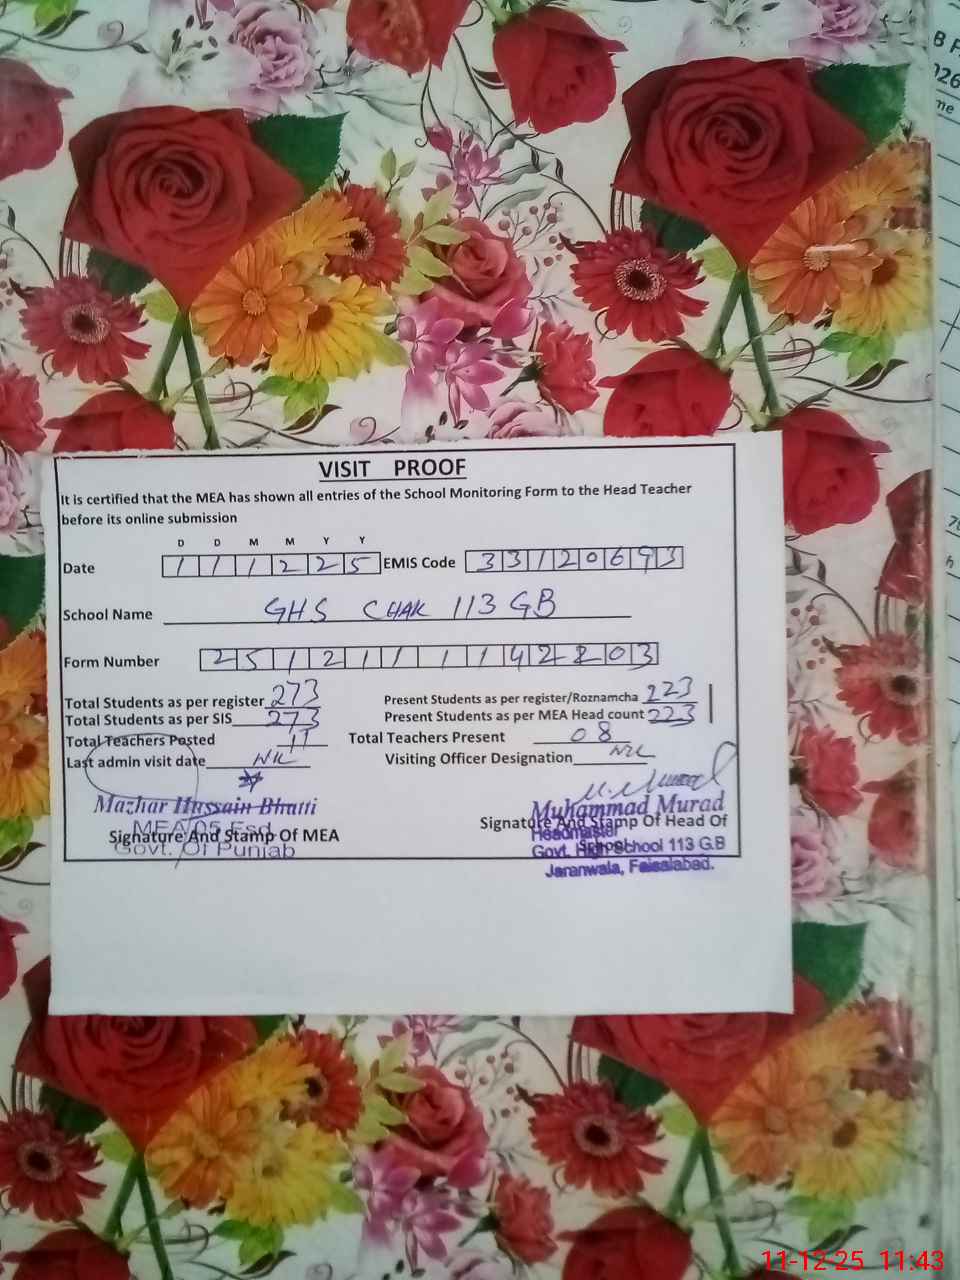 B F
026
me
VISIT PROOF
It is certified that the MEA has shown all entries of the School Monitoring Form to the Head Teacher
before its online submission
D D M M Y Y
Date 1 1 1 2 2 5 EMIS Code 3 3 1 2 0 6 9 3
School Name GHS CHAK 113 GB
Form Number 2 5 1 2 1 1 1 1 4 2 2 0 3
Total Students as per register 273 Present Students as per register/Roznamcha 223
Total Students as per SIS 273 Present Students as per MEA Head count 223
Total Teachers Posted 11 Total Teachers Present 08
Last admin visit date NIL Visiting Officer Designation NIL
Mazhar Hussain Bhatti
Muhammad Murad
Signature And Stamp Of MEA
Signature And Stamp Of Head Of
School
MEA
Govt. Of Punjab
Headmaster
Govt. High School 113 G.B
Jaranwala, Faisalabad.
11-12-25 11:43